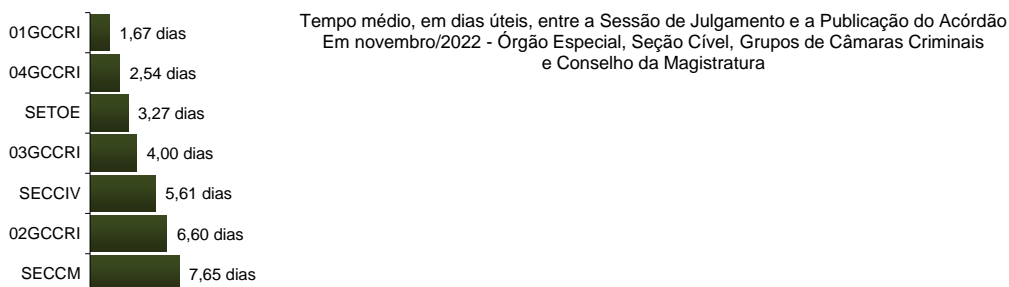 Tempo médio, em dias úteis, entre a Sessão de Julgamento e a Publicação do Acórdão
Em novembro/2022 - Órgão Especial, Seção Cível, Grupos de Câmaras Criminais
e Conselho da Magistratura
01GCCRI 1,67 dias
04GCCRI 2,54 dias
SETOE 3,27 dias
03GCCRI 4,00 dias
SECCIV 5,61 dias
02GCCRI 6,60 dias
SECCM 7,65 dias